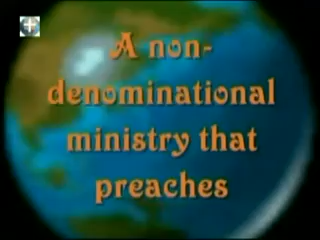 A non-
denominational
ministry that
preaches